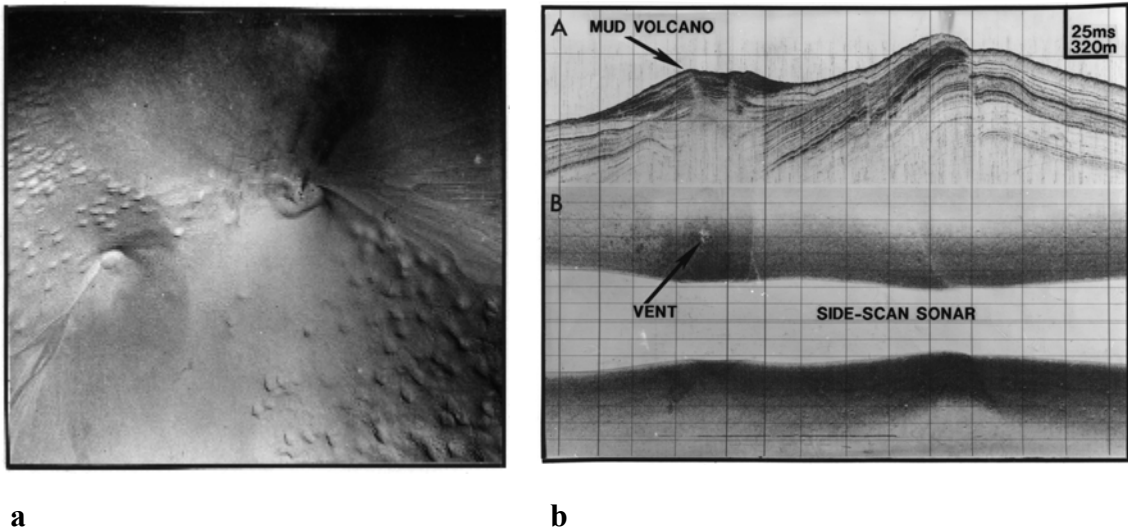 A
MUD VOLCANO
25ms
320m
B
VENT
SIDE-SCAN SONAR
a
b